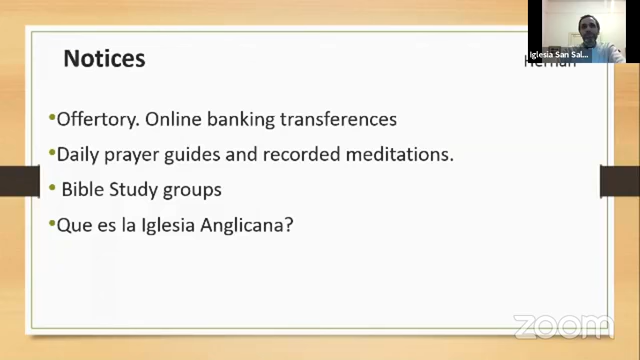 Notices
Iglesia San Sal...
Hernan
•Offertory. Online banking transferences
•Daily prayer guides and recorded meditations.
• Bible Study groups
•Que es la Iglesia Anglicana?
zoom